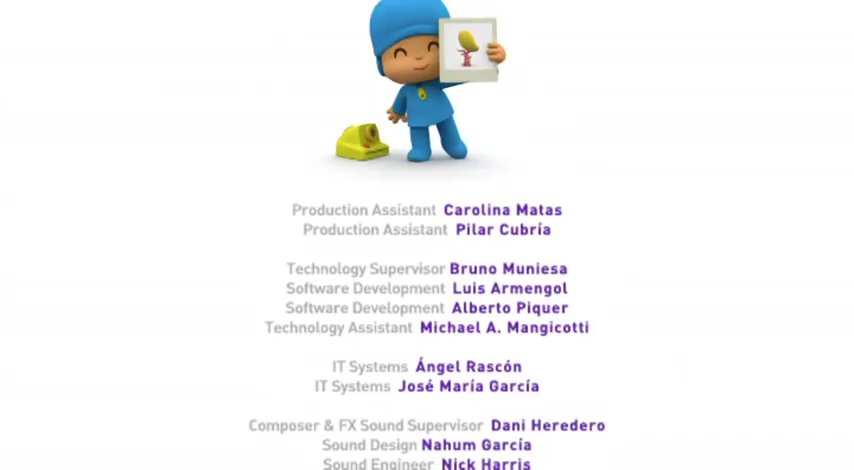 Production Assistant Carolina Matas
Production Assistant Pilar Cubría
Technology Supervisor Bruno Muniesa
Software Development Luis Armengol
Software Development Alberto Piquer
Technology Assistant Michael A. Mangicotti
IT Systems Ángel Rascón
IT Systems José María García
Composer & FX Sound Supervisor Dani Heredero
Sound Design Nahum García
Sound Engineer Nick Harris